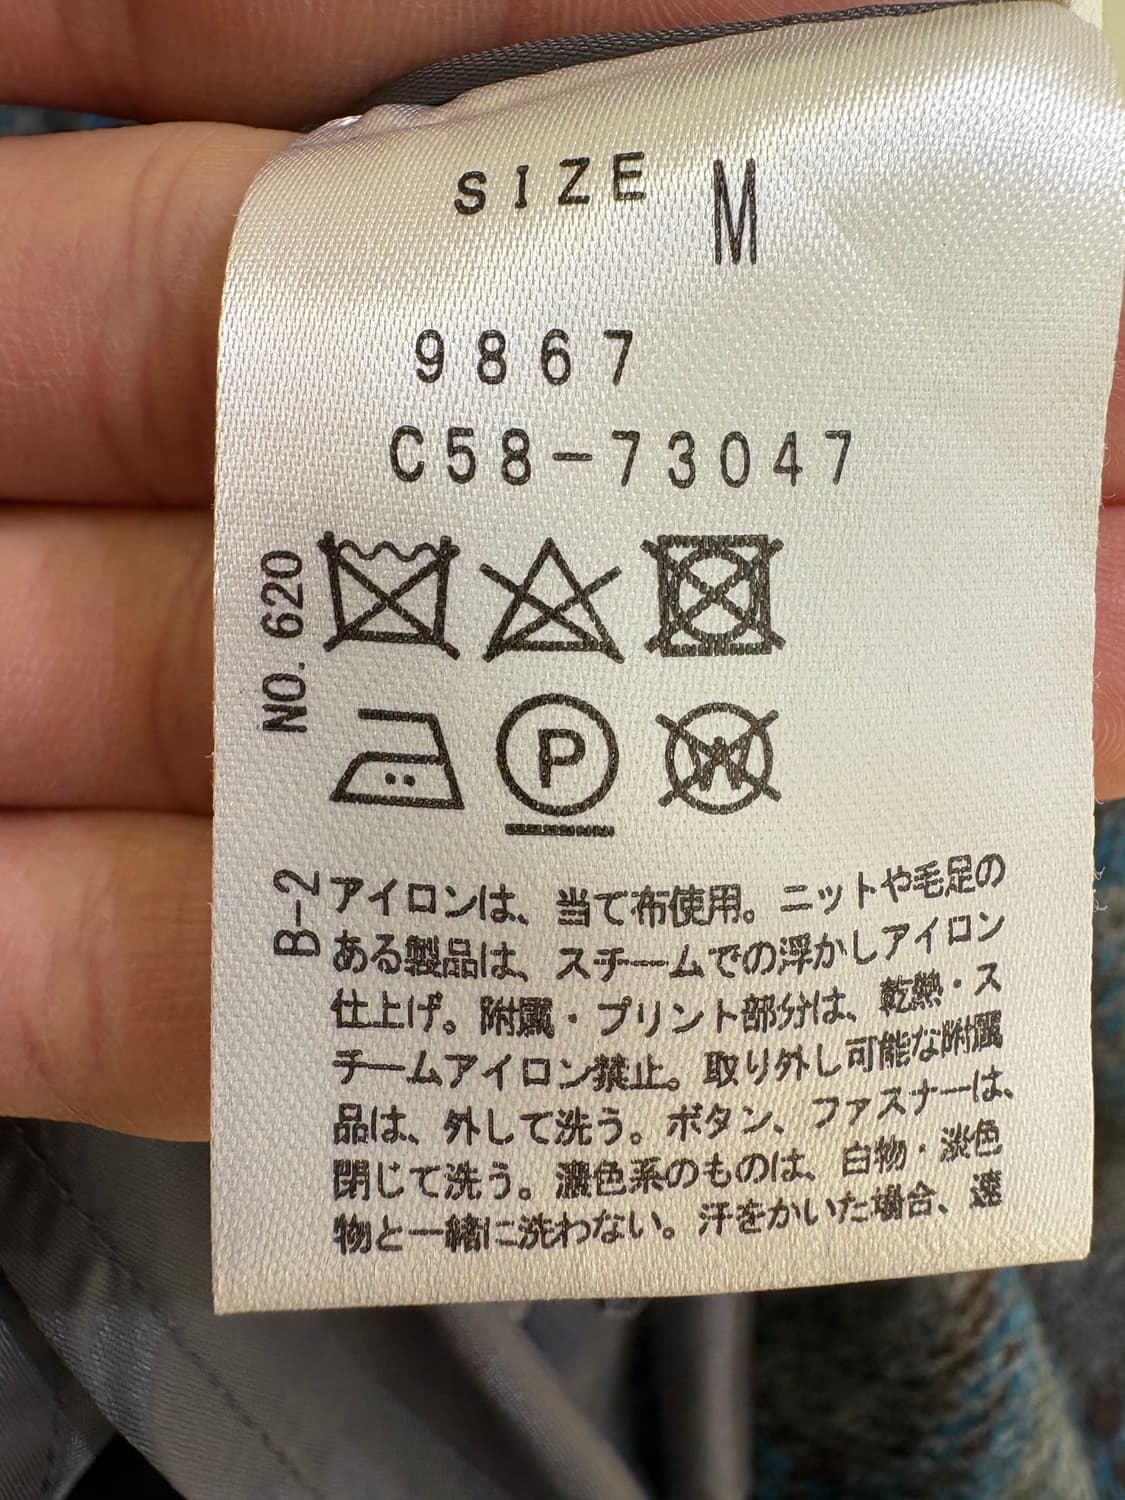 SIZE M
9867
C58-73047
NO. 620
P
W
B-2
アイロンは、当て布使用。ニットや毛足の
ある製品は、スチームでの浮かしアイロン
仕上げ。附属・プリント部分は、乾熱・ス
チームアイロン禁止。取り外し可能な附属
品は、外して洗う。ボタン、ファスナーは、
閉じて洗う。濃色系のものは、白物・淡色
物と一緒に洗わない。汗をかいた場合、速